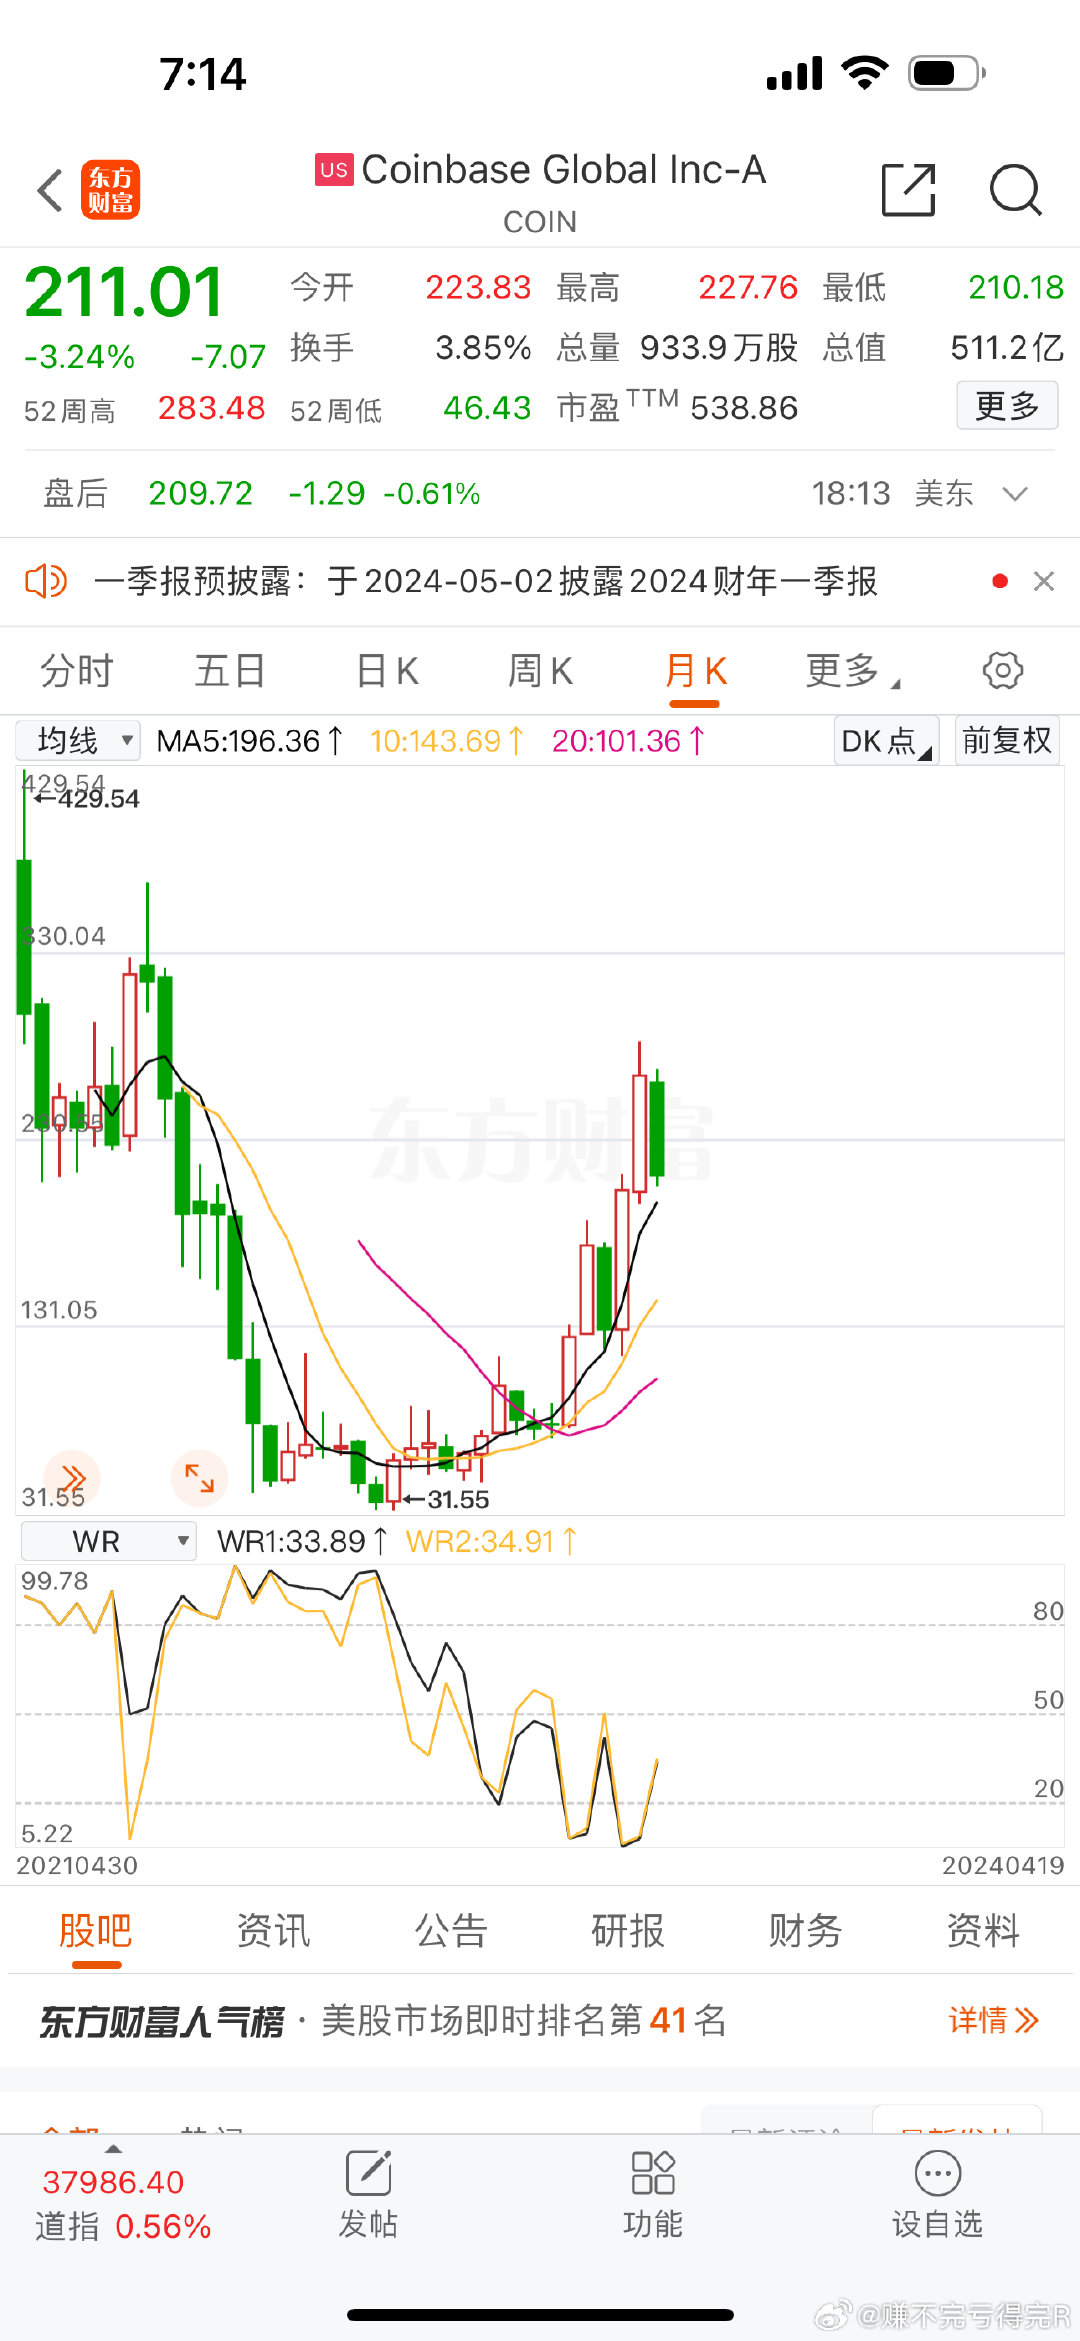 7:14
东方财富
US Coinbase Global Inc-A
COIN
211.01 今开 223.83 最高 227.76 最低 210.18
-3.24% -7.07 换手 3.85% 总量 933.9万股 总值 511.2亿
52周高 283.48 52周低 46.43 市盈TTM 538.86 更多
盘后 209.72 -1.29 -0.61% 18:13 美东
一季报预披露：于2024-05-02披露2024财年一季报
分时 五日 日K 周K 月K 更多
均线 MA5:196.36↑ 10:143.69↑ 20:101.36↑ DK点 前复权
429.54
←429.54
330.04
东方财富
230.55
131.05
31.55
←31.55
WR WR1:33.89↑ WR2:34.91↑
99.78
80
50
20
5.22
20210430 20240419
股吧 资讯 公告 研报 财务 资料
东方财富人气榜·美股市场即时排名第41名 详情
37986.40
道指 0.56%
发帖 功能 设自选
@赚不完亏得完R